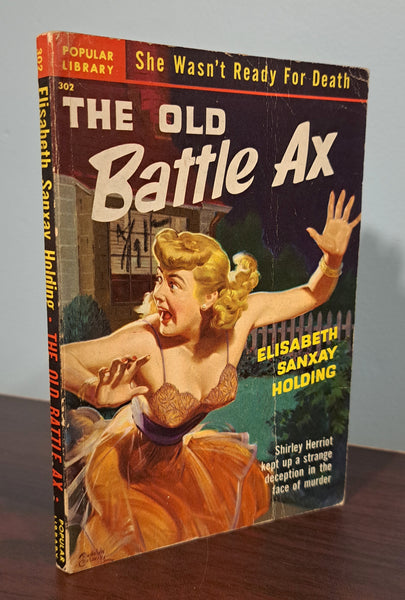 302
Elisabeth Sanxay Holding • THE OLD BATTLE AX •
POPULAR
LIBRARY
POPULAR
LIBRARY
She Wasn't Ready For Death
302
THE OLD
Battle Ax
ELISABETH
SANXAY
HOLDING
Shirley Herriot
kept up a strange
deception in the
face of murder